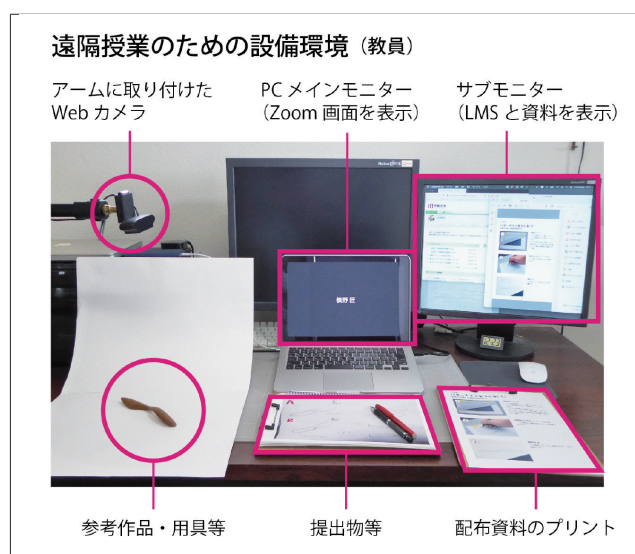 遠隔授業のための設備環境（教員）
アームに取り付けた
Web カメラ
PC メインモニター
（Zoom 画面を表示）
サブモニター
（LMS と資料を表示）
参考作品・用具等
提出物等
配布資料のプリント